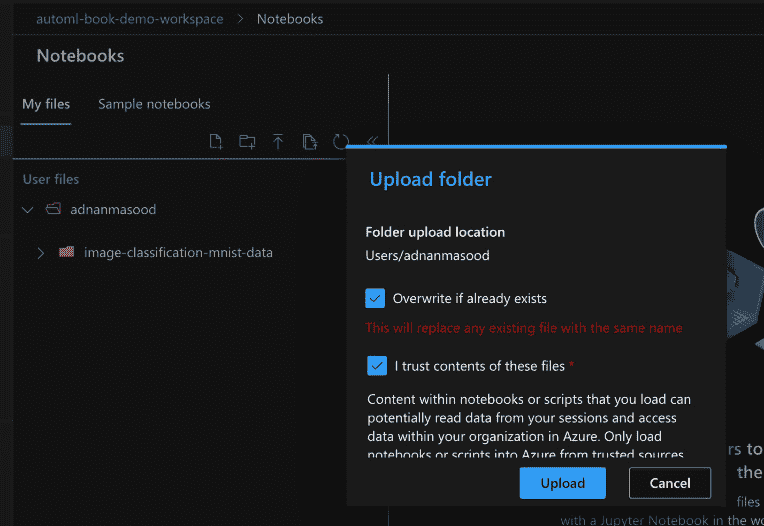 automl-book-demo-workspace > Notebooks
Notebooks
My files Sample notebooks
User files
adnanmasood
image-classification-mnist-data
Upload folder
Folder upload location
Users/adnanmasood
Overwrite if already exists
This will replace any existing file with the same name
I trust contents of these files *
Content within notebooks or scripts that you load can
potentially read data from your sessions and access
data within your organization in Azure. Only load
notebooks or scripts into Azure from trusted sources
Upload Cancel
to
the
files
with a Jupyter Notebook in the